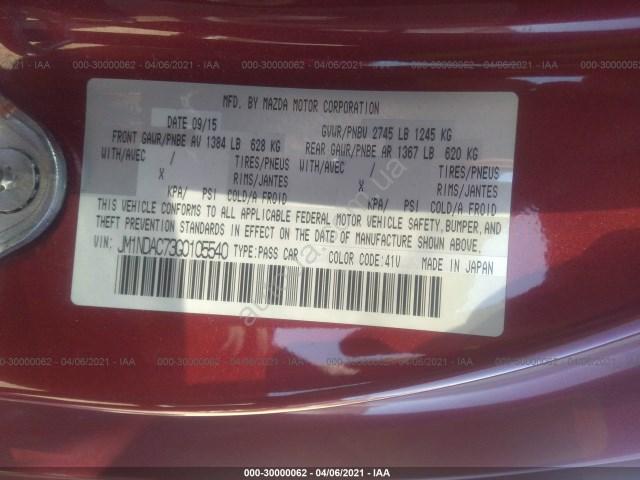 000-30000062 - 04/06/2021 - IAA
MFD. BY MAZDA MOTOR CORPORATION
DATE 09/15
GVWR/PNBV 2745 LB 1245 KG
FRONT GAWR/PNBE AV 1384 LB 628 KG
REAR GAWR/PNBE AR 1367 LB 620 KG
WITH/AVEC / TIRES/PNEUS
WITH/AVEC / TIRES/PNEUS
X RIMS/JANTES
X RIMS/JANTES
KPA/ PSI COLD/A FROID
KPA/ PSI COLD/A FROID
THIS VEHICLE CONFORMS TO ALL APPLICABLE FEDERAL MOTOR VEHICLE SAFETY, BUMPER, AND
THEFT PREVENTION STANDARDS IN EFFECT ON THE DATE OF MANUFACTURE SHOWN ABOVE.
VIN: JM1NDAC73G0105540 TYPE:PASS CAR COLOR CODE:41V MADE IN JAPAN
000-30000062 - 04/06/2021 - IAA